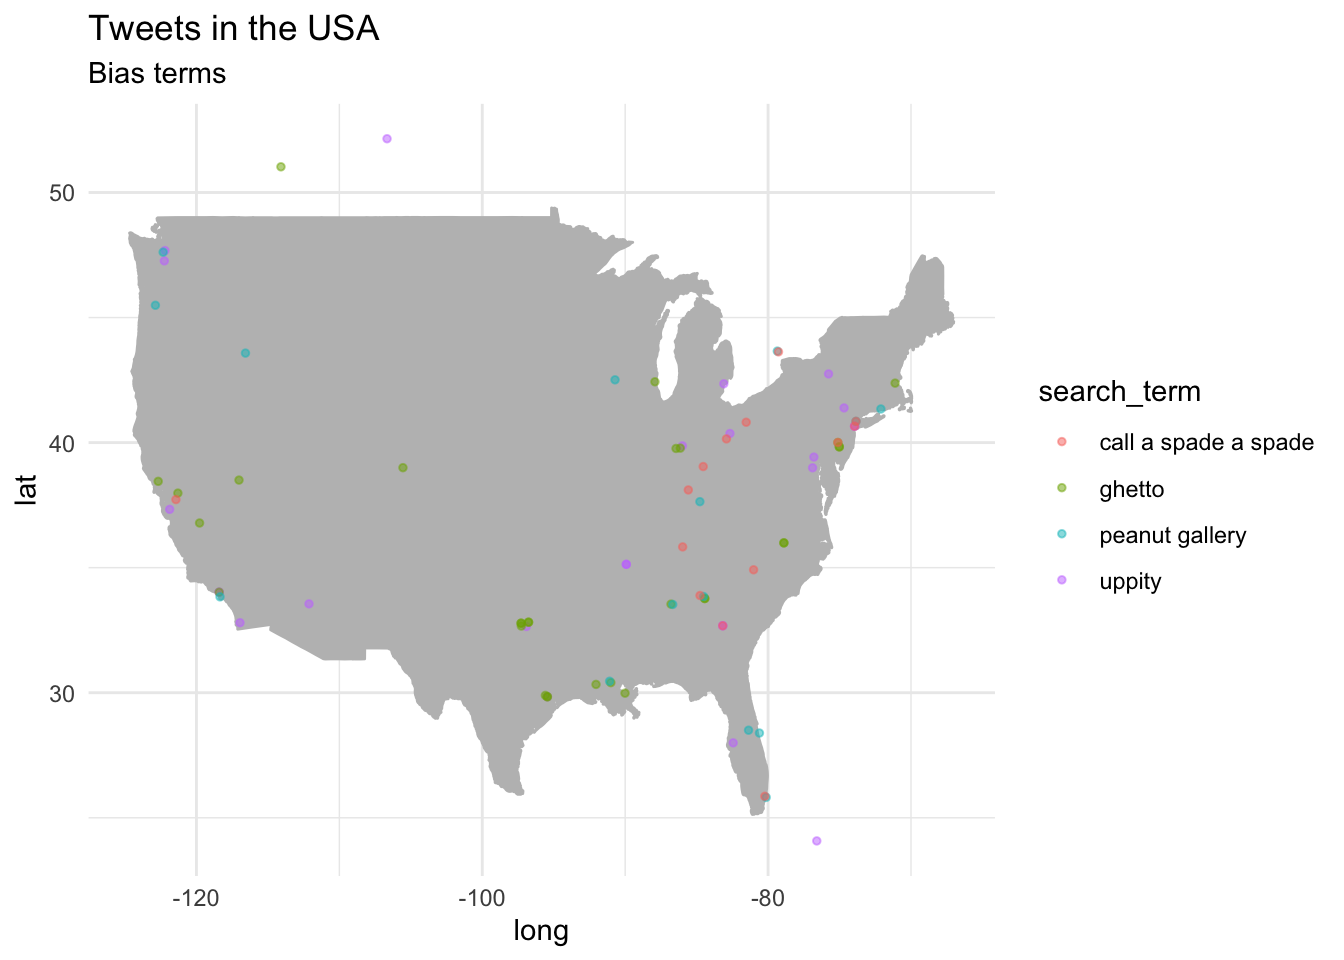 Tweets in the USA
Bias terms
50
40
30
lat
-120
-100
-80
long
search_term
call a spade a spade
ghetto
peanut gallery
uppity